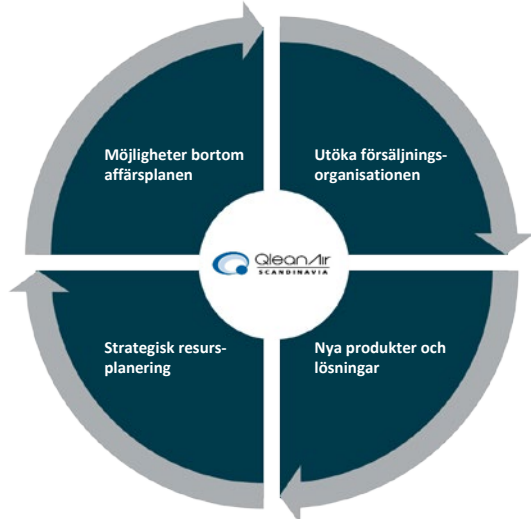 Möjligheter bortom
affärsplanen
Utöka försäljnings-
organisationen
QleanAir
SCANDINAVIA
Strategisk resurs-
planering
Nya produkter och
lösningar